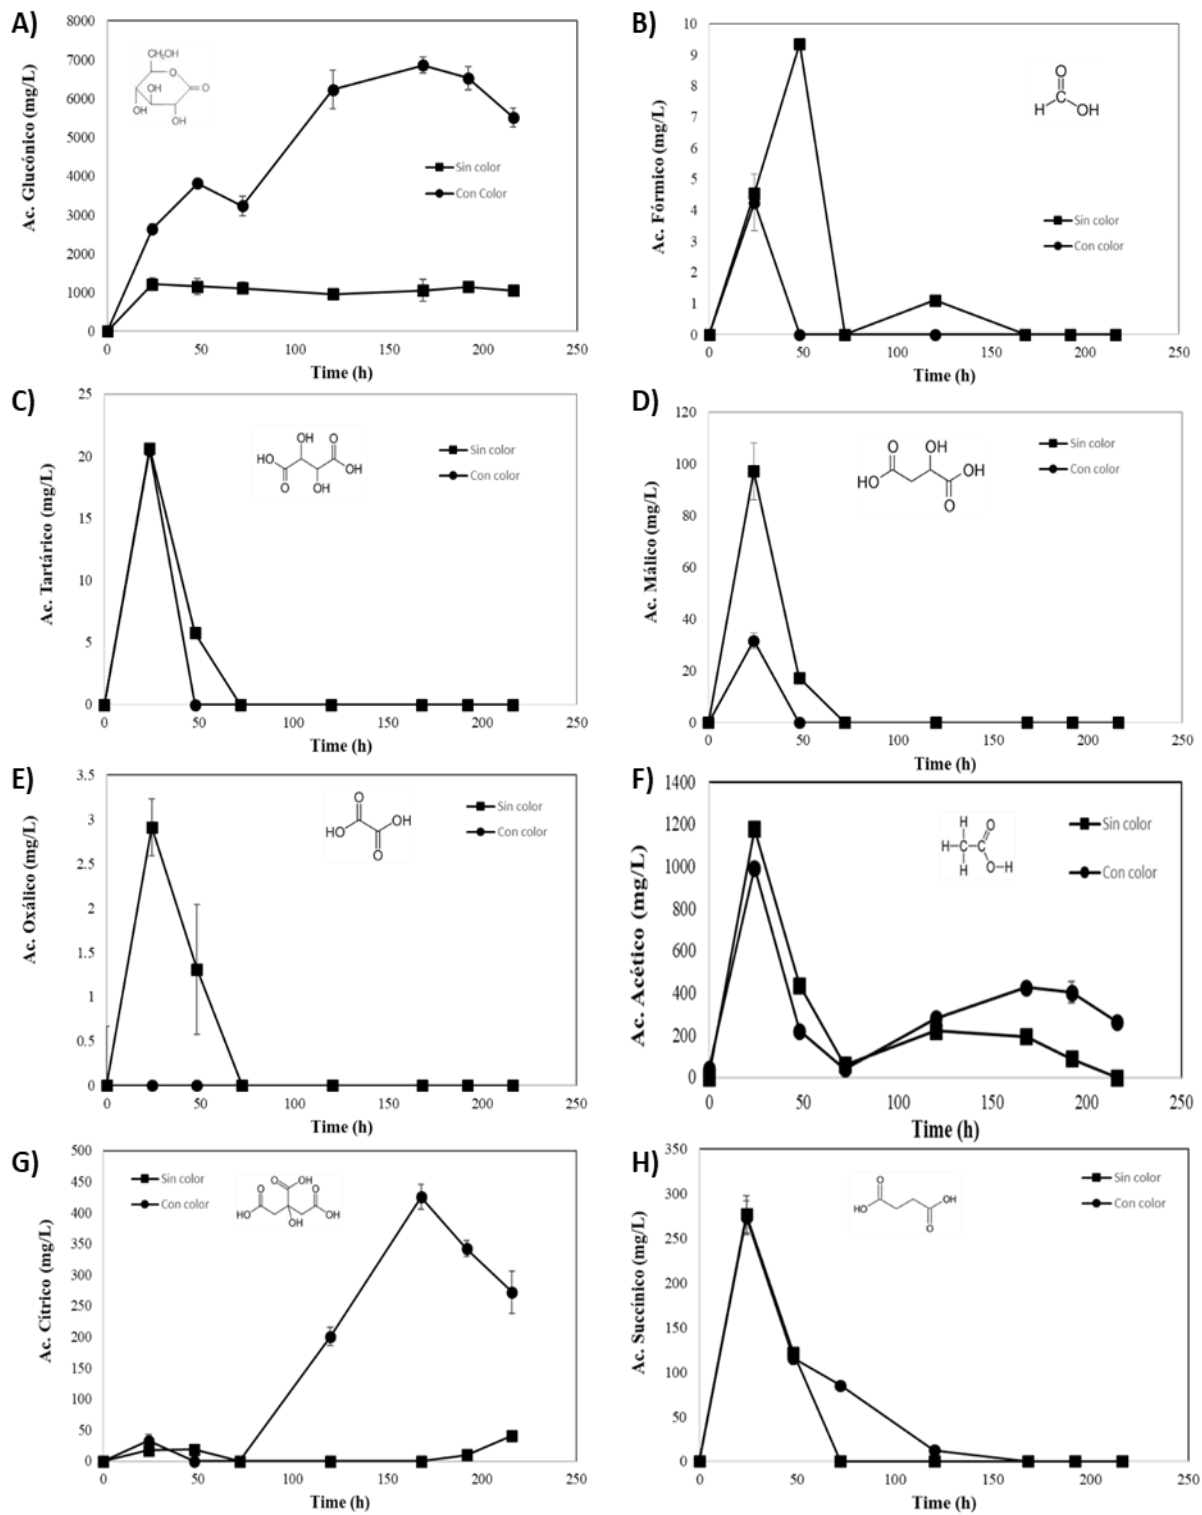 A)
8000
7000
6000
5000
4000
3000
2000
1000
0
Ac. Glucónico (mg/L)
CH₂OH
O
O
OH
OH
OH
Sin color
Con Color
0 50 100 150 200 250
Time (h)
B)
10
9
8
7
6
5
4
3
2
1
0
Ac. Fórmico (mg/L)
O
H C OH
Sin color
Con color
0 50 100 150 200 250
Time (h)
C)
25
20
15
10
5
0
Ac. Tartárico (mg/L)
OH O
HO
OH
O OH
Sin color
Con color
0 50 100 150 200 250
Time (h)
D)
120
100
80
60
40
20
0
Ac. Málico (mg/L)
O OH
HO OH
O
Sin color
Con color
0 50 100 150 200 250
Time (h)
E)
3.5
3
2.5
2
1.5
1
0.5
0
Ac. Oxálico (mg/L)
O
HO OH
O
Sin color
Con color
0 50 100 150 200 250
Time (h)
F)
1400
1200
1000
800
600
400
200
0
Ac. Acético (mg/L)
H O
H C C
H O H
Sin color
Con color
0 50 100 150 200 250
Time (h)
G)
500
450
400
350
300
250
200
150
100
50
0
Ac. Cítrico (mg/L)
Sin color
Con color
O OH
O O
HO OH OH
0 50 100 150 200 250
Time (h)
H)
350
300
250
200
150
100
50
0
Ac. Succínico (mg/L)
O
HO OH
O
Sin color
Con color
0 50 100 150 200 250
Time (h)